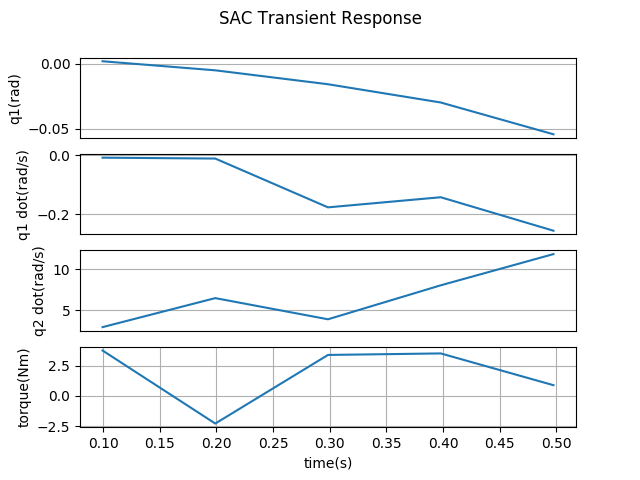 SAC Transient Response
q1(rad)
0.00
−0.05
q1 dot(rad/s)
0.0
−0.2
q2 dot(rad/s)
10
5
torque(Nm)
2.5
0.0
−2.5
0.10 0.15 0.20 0.25 0.30 0.35 0.40 0.45 0.50
time(s)